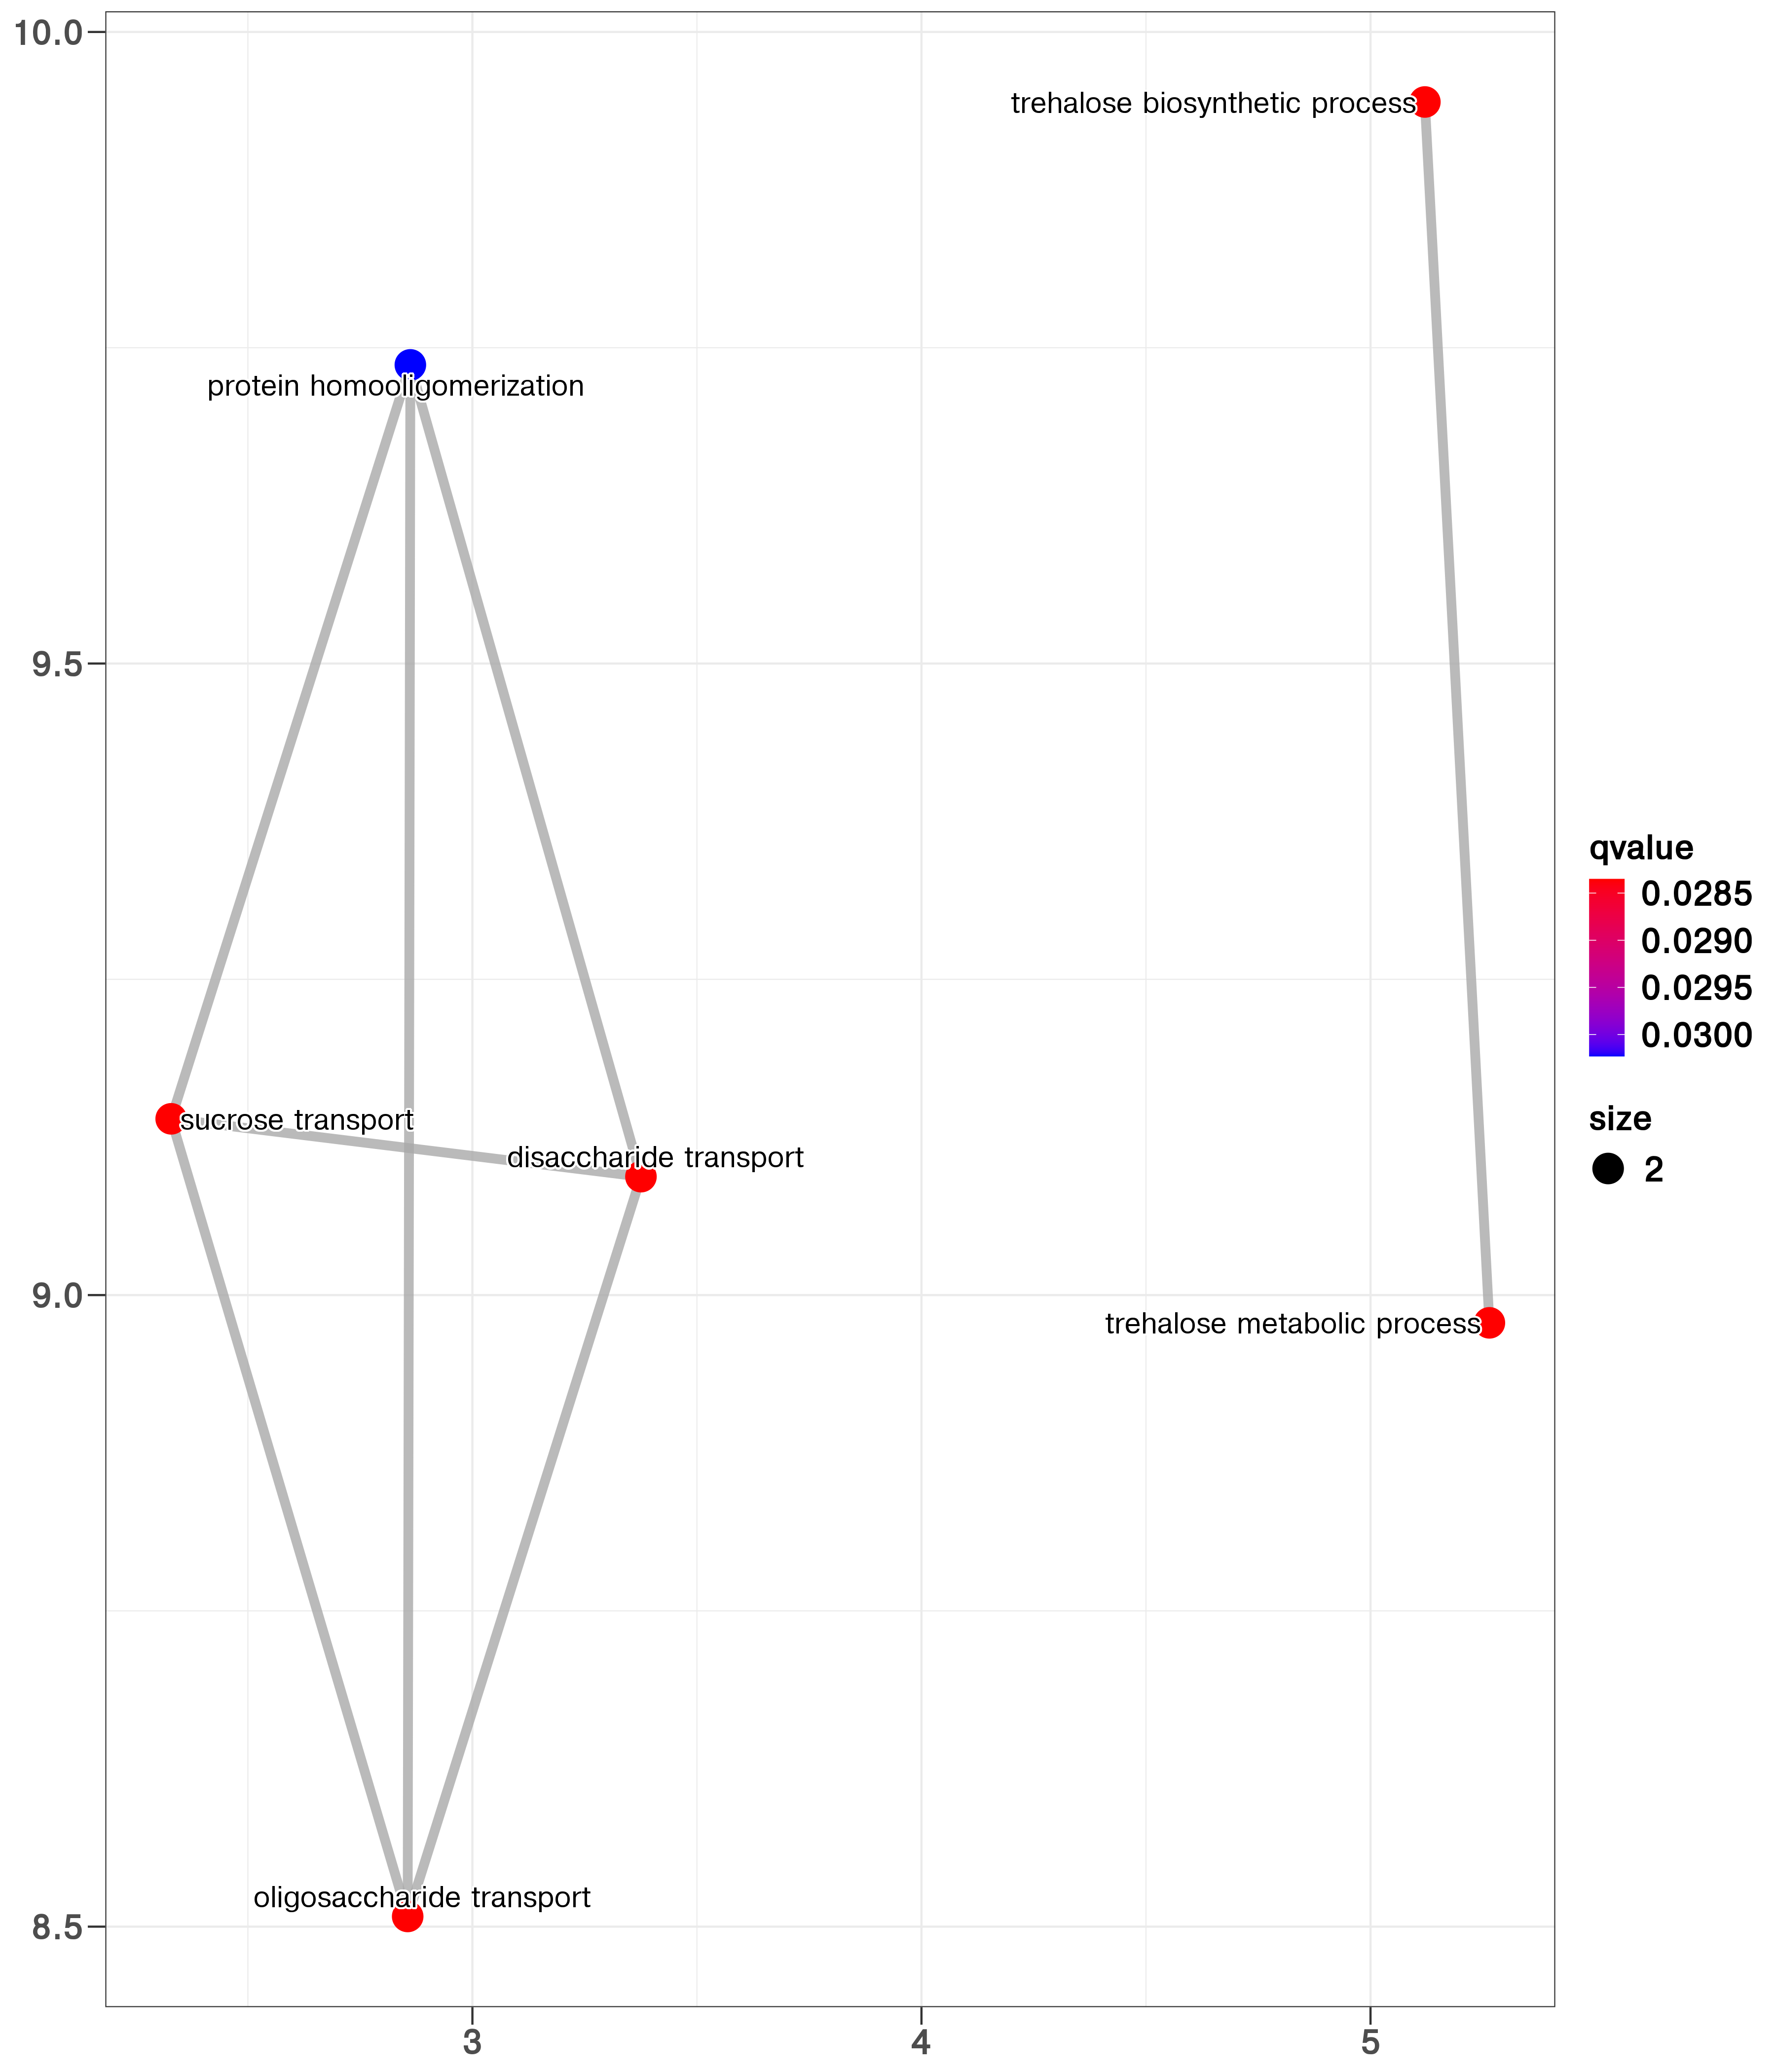 10.0
trehalose biosynthetic process
protein homooligomerization
9.5
qvalue
0.0285
0.0290
0.0295
0.0300
sucrose transport
size
disaccharide transport
2
9.0
trehalose metabolic process
oligosaccharide transport
8.5
3 4 5